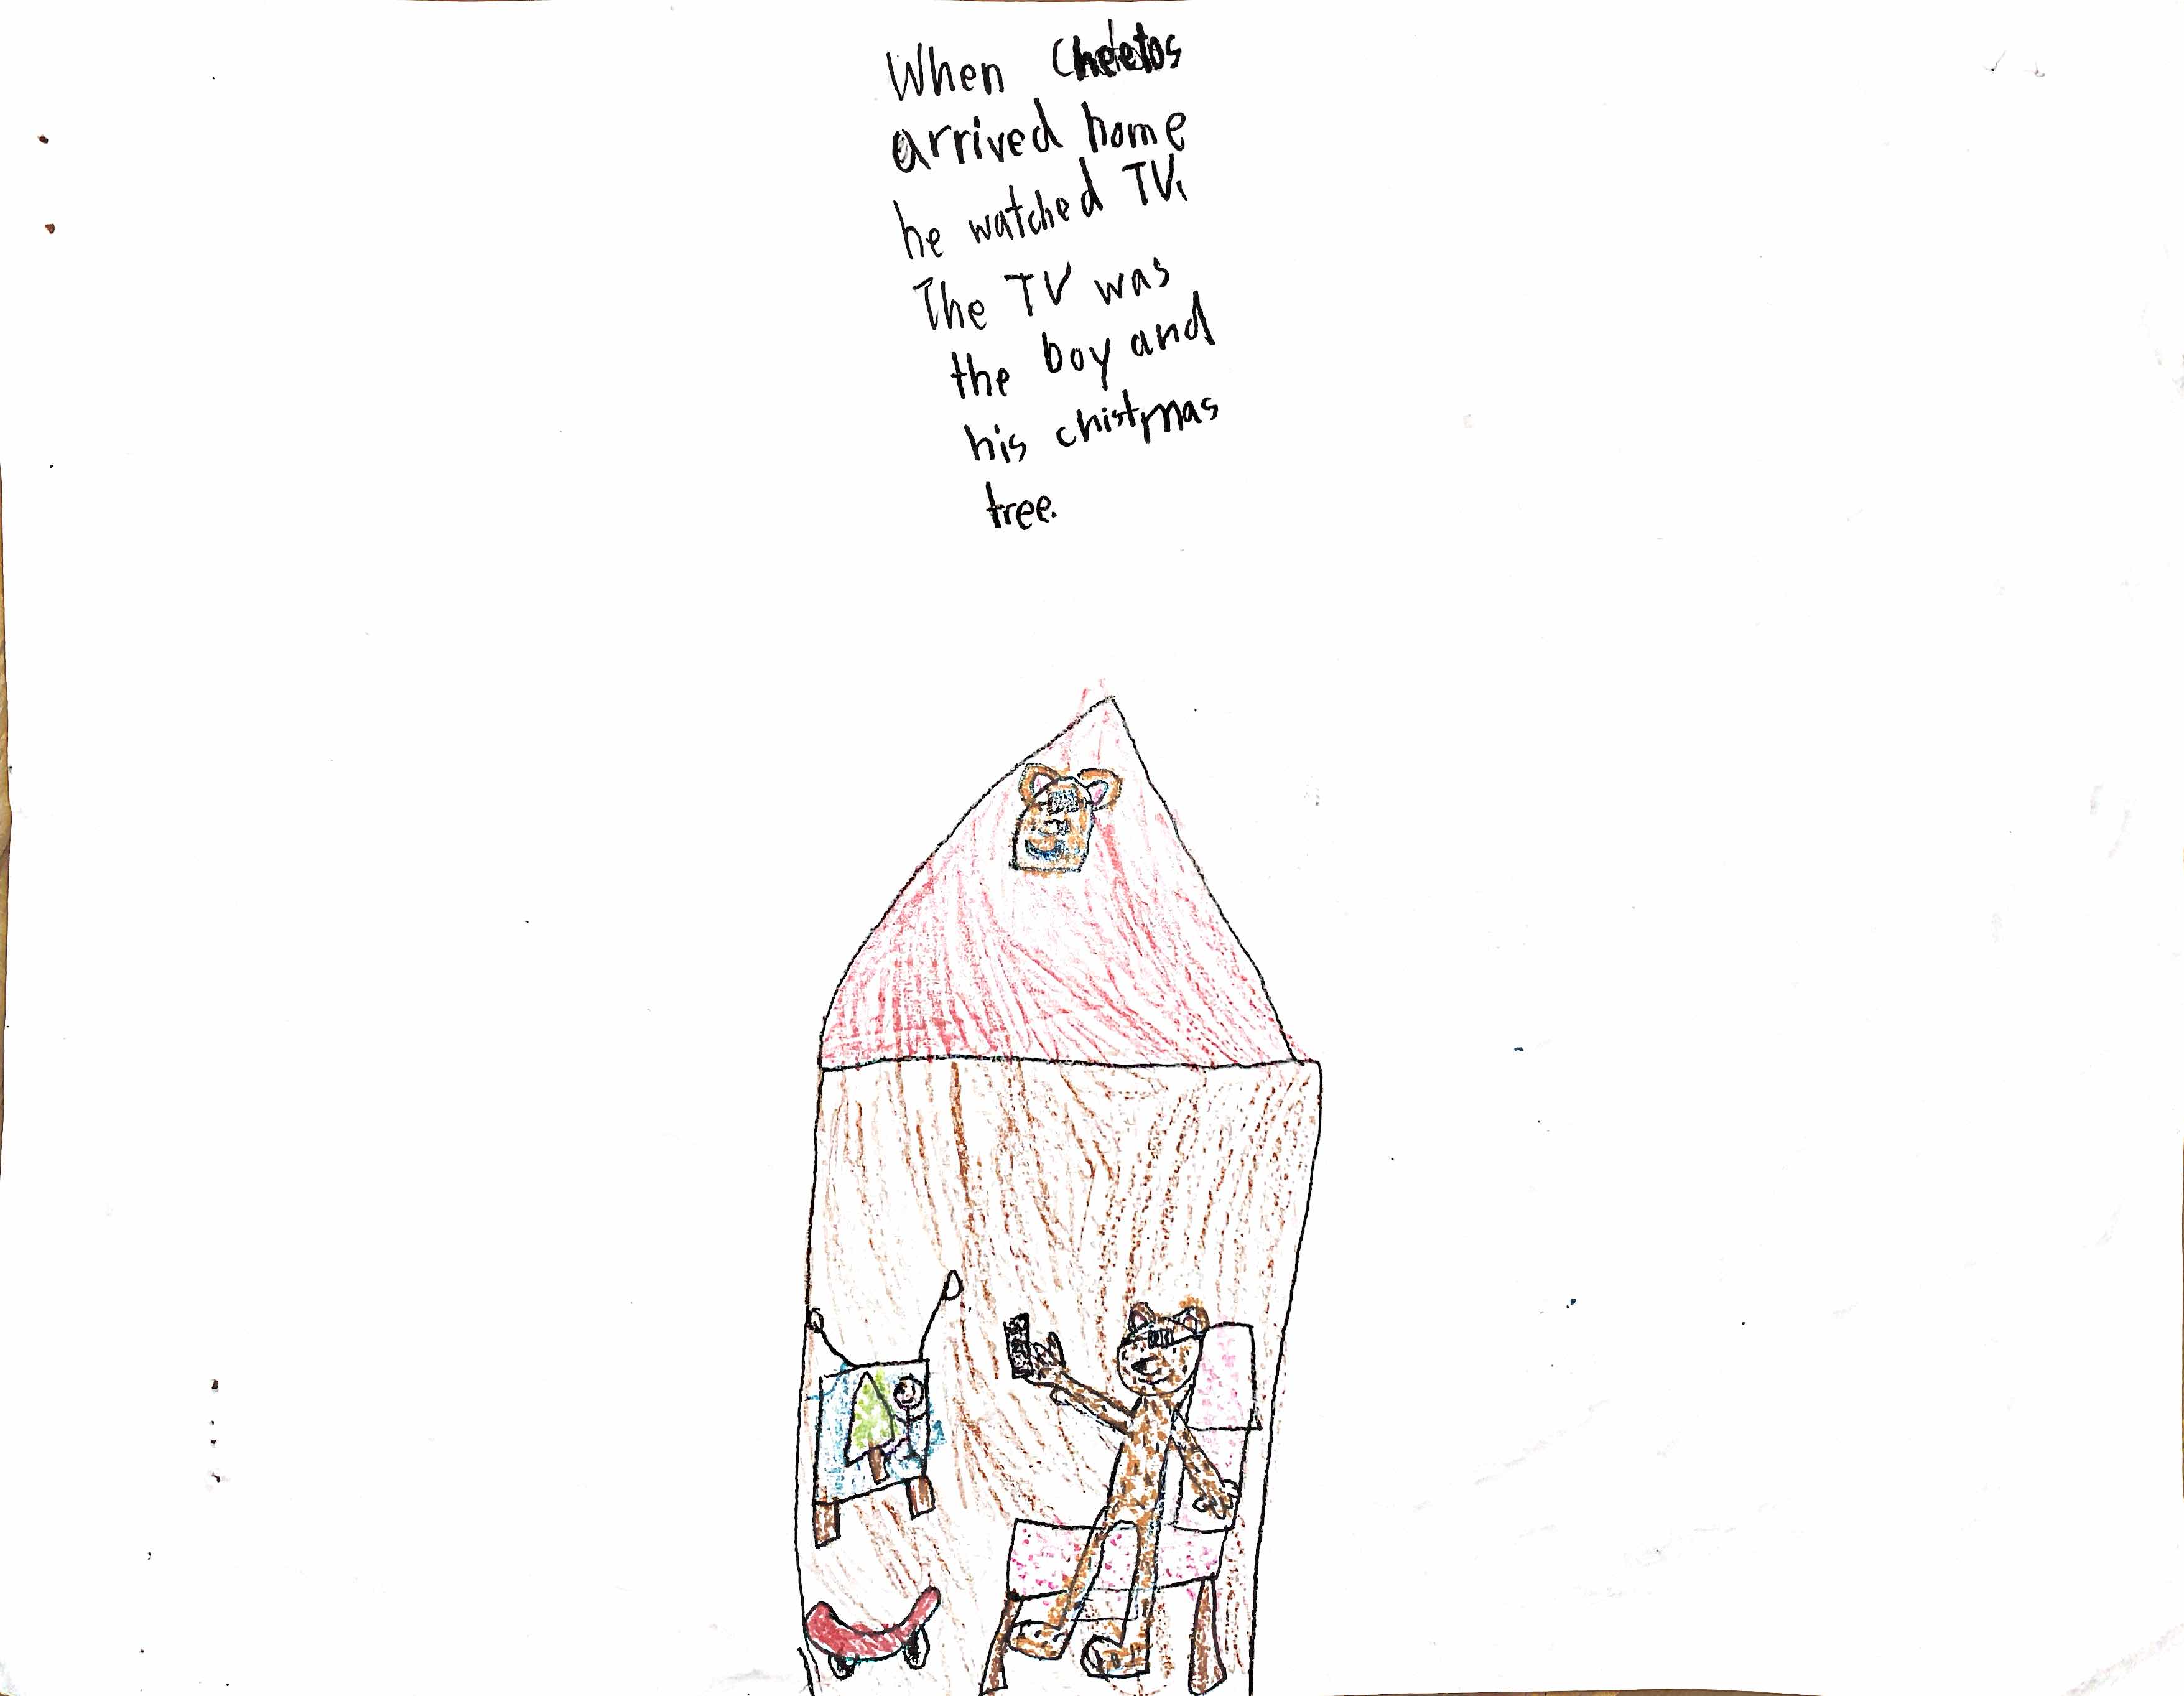 When Cheetos
arrived home
he watched TV.
The TV was
the boy and
his chistmas
tree.